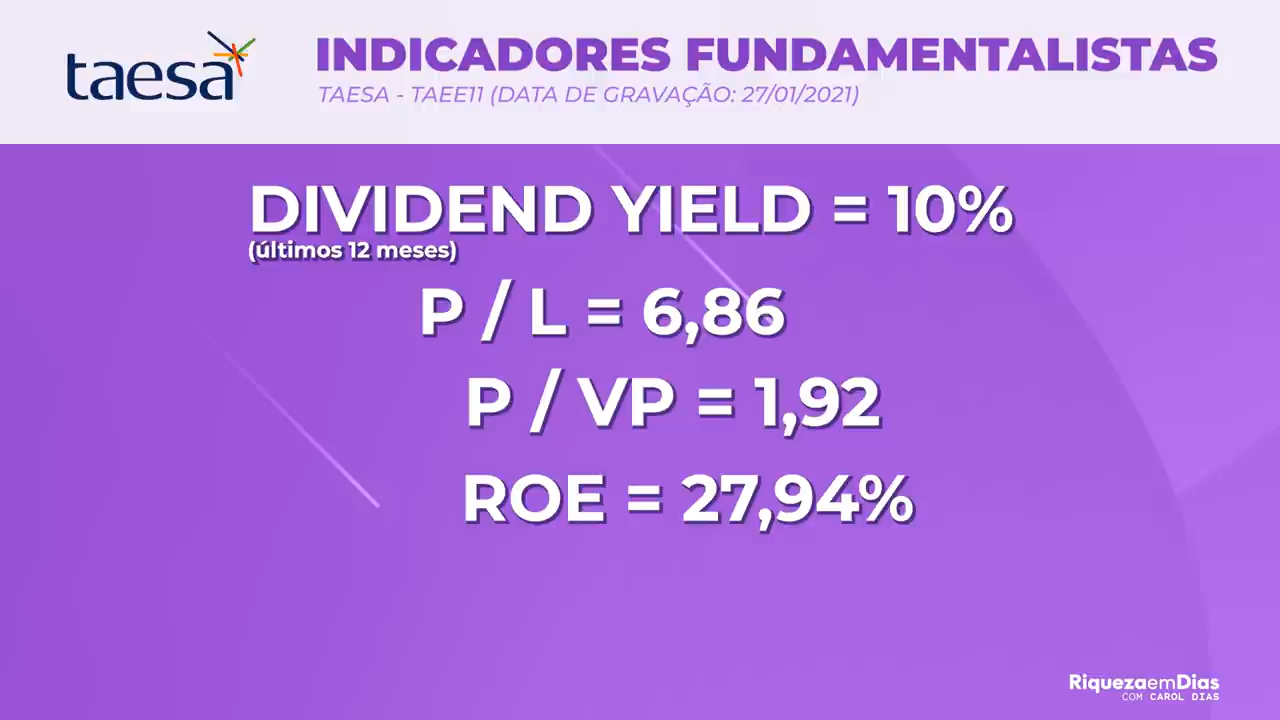 taesa
INDICADORES FUNDAMENTALISTAS
TAESA - TAEE11 (DATA DE GRAVAÇÃO: 27/01/2021)
DIVIDEND YIELD = 10%
(últimos 12 meses)
P / L = 6,86
P / VP = 1,92
ROE = 27,94%
RiquezaemDias
COM CAROL DIAS